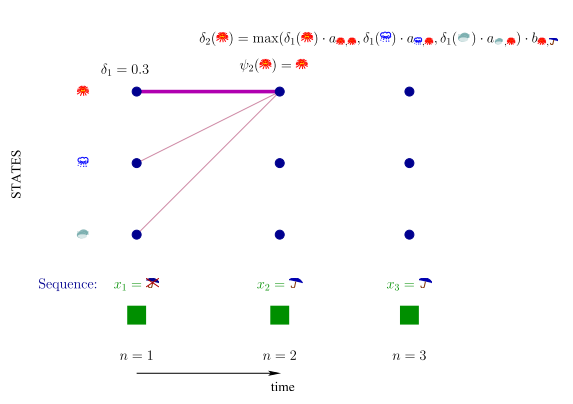 δ₂(☀) = max(δ₁(☀) · a☀,☀, δ₁(🌧) · a🌧,☀, δ₁(☁) · a☁,☀) · b☀,☂
δ₁ = 0.3
ψ₂(☀) = ☀
STATES
Sequence: x₁ = x₂ = ☂ x₃ = ☂
n = 1 n = 2 n = 3
time